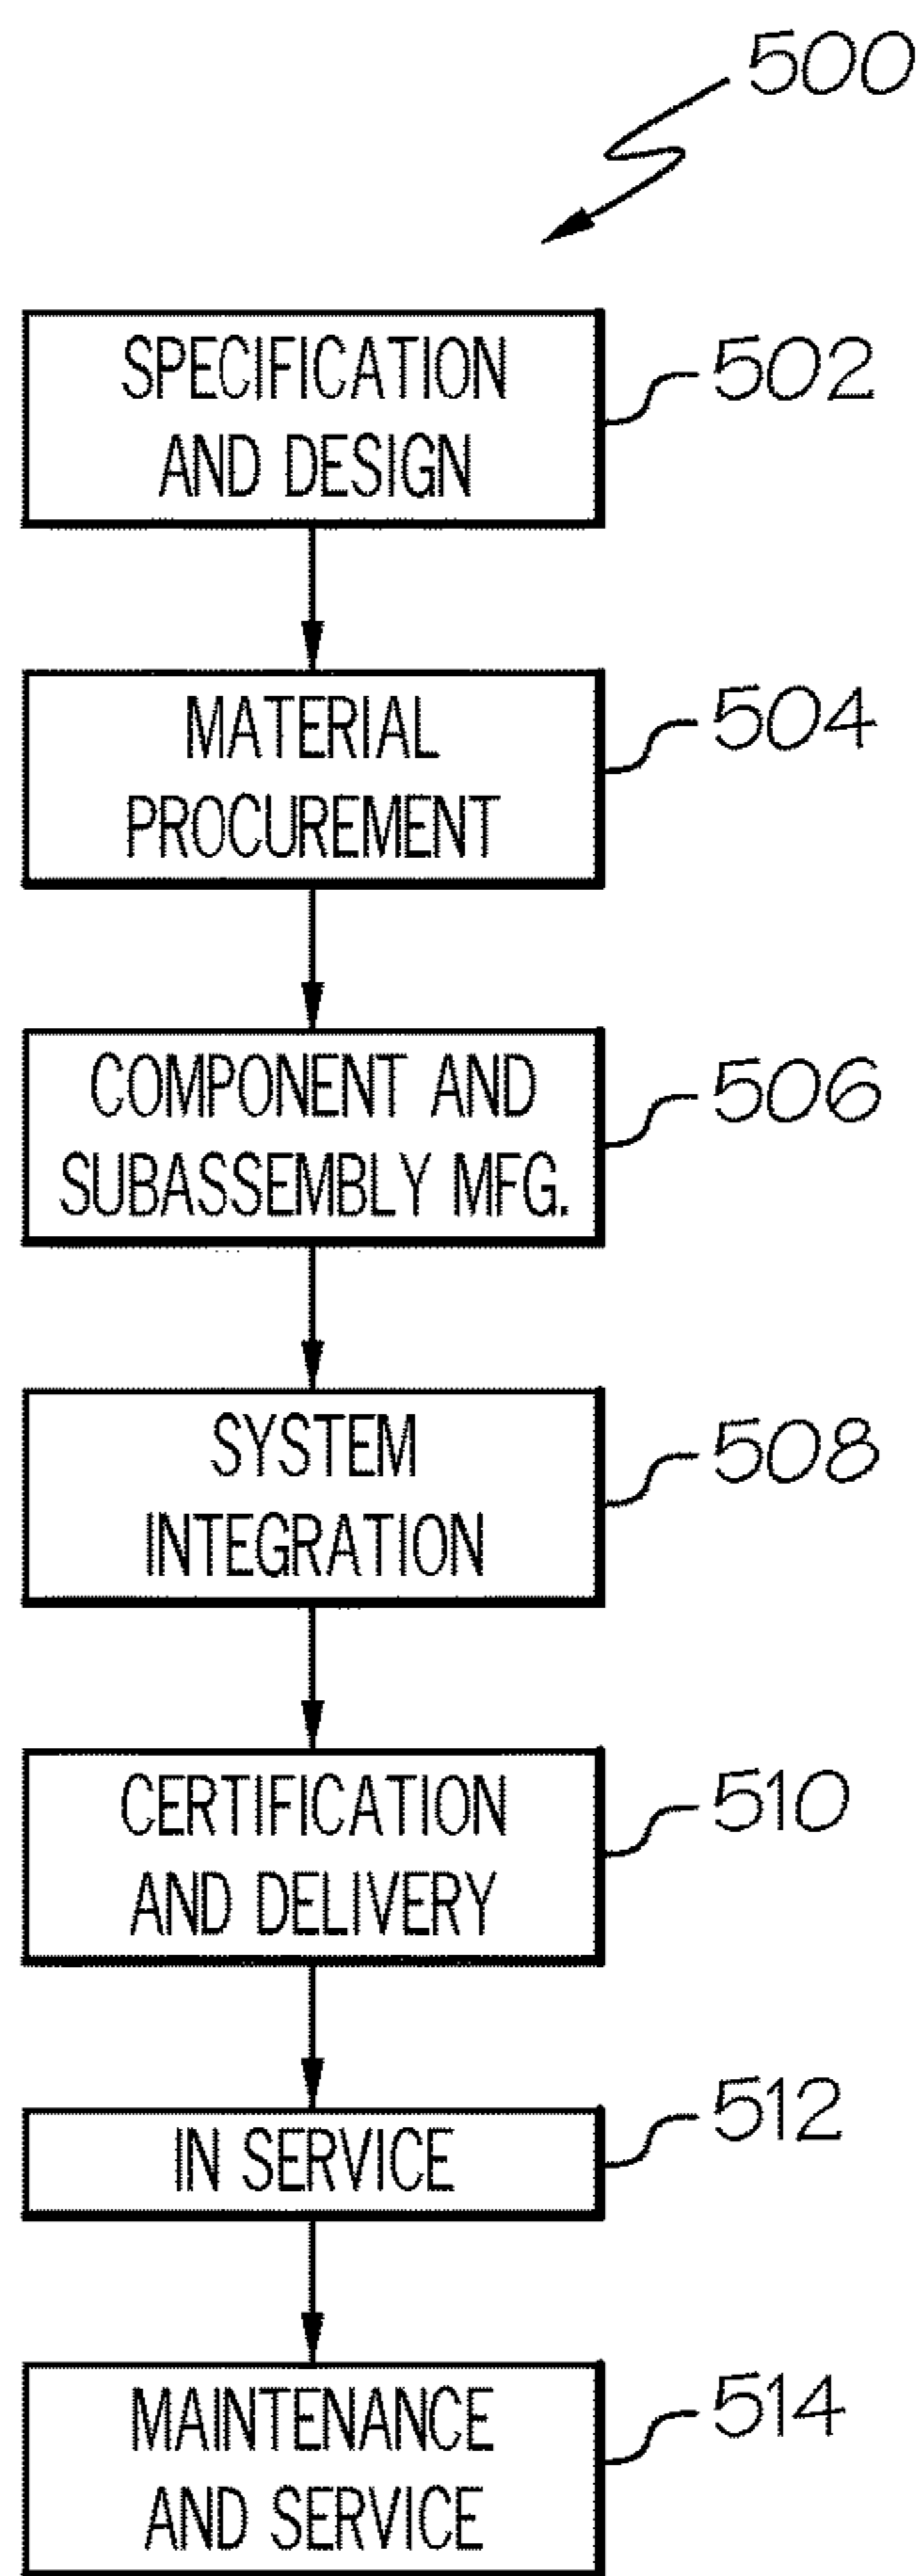 500
SPECIFICATION
AND DESIGN
502
MATERIAL
PROCUREMENT
504
COMPONENT AND
SUBASSEMBLY MFG.
506
SYSTEM
INTEGRATION
508
CERTIFICATION
AND DELIVERY
510
IN SERVICE
512
MAINTENANCE
AND SERVICE
514